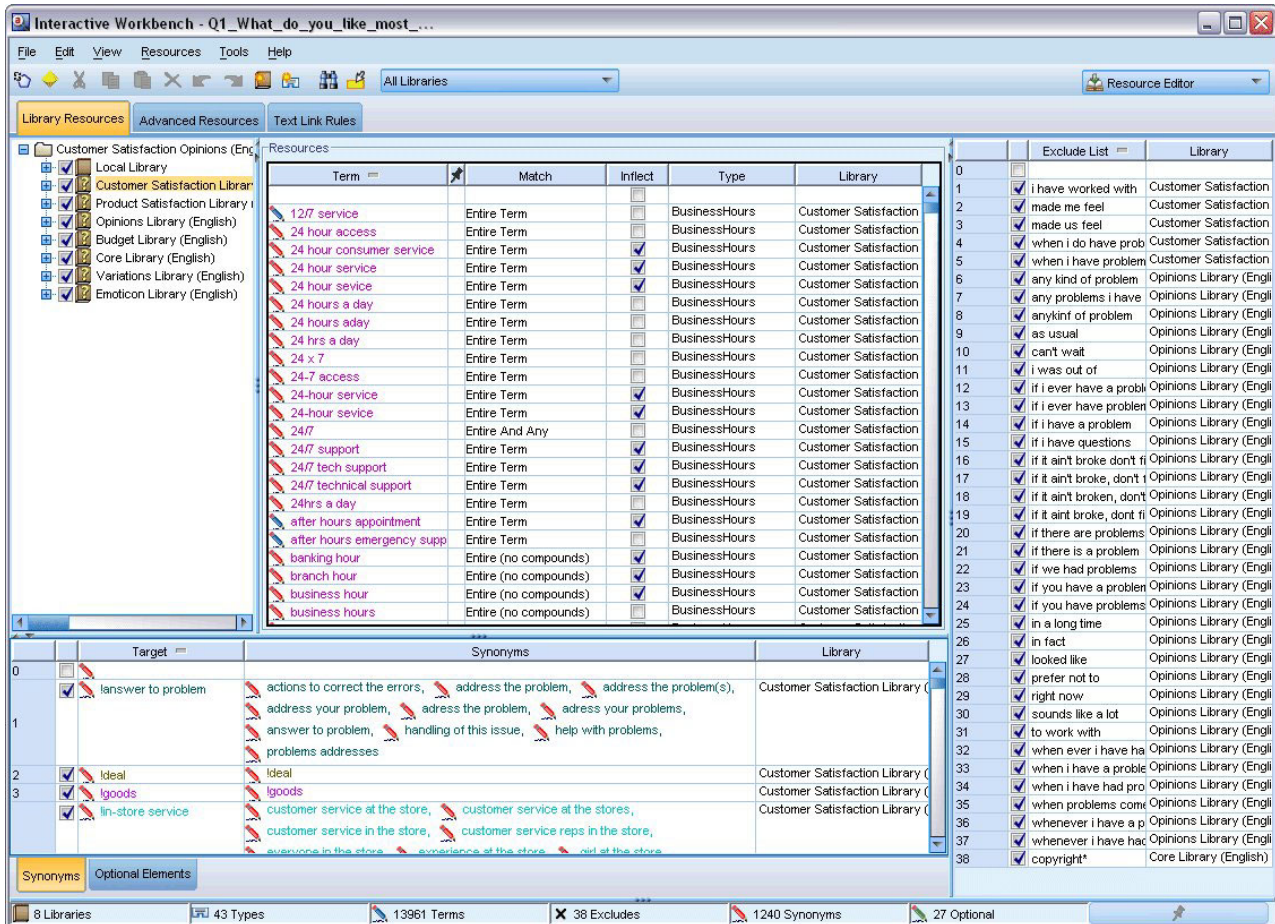 Interactive Workbench - Q1_What_do_you_like_most_...
File Edit View Resources Tools Help
All Libraries
Resource Editor
Library Resources Advanced Resources Text Link Rules
Customer Satisfaction Opinions (Eng
Local Library
Customer Satisfaction Librar
Product Satisfaction Library
Opinions Library (English)
Budget Library (English)
Core Library (English)
Variations Library (English)
Emoticon Library (English)
Resources
Term Match Inflect Type Library
12/7 service Entire Term BusinessHours Customer Satisfaction
24 hour access Entire Term BusinessHours Customer Satisfaction
24 hour consumer service Entire Term BusinessHours Customer Satisfaction
24 hour service Entire Term BusinessHours Customer Satisfaction
24 hour sevice Entire Term BusinessHours Customer Satisfaction
24 hours a day Entire Term BusinessHours Customer Satisfaction
24 hours aday Entire Term BusinessHours Customer Satisfaction
24 hrs a day Entire Term BusinessHours Customer Satisfaction
24 x 7 Entire Term BusinessHours Customer Satisfaction
24-7 access Entire Term BusinessHours Customer Satisfaction
24-hour service Entire Term BusinessHours Customer Satisfaction
24-hour sevice Entire Term BusinessHours Customer Satisfaction
24/7 Entire And Any BusinessHours Customer Satisfaction
24/7 support Entire Term BusinessHours Customer Satisfaction
24/7 tech support Entire Term BusinessHours Customer Satisfaction
24/7 technical support Entire Term BusinessHours Customer Satisfaction
24hrs a day Entire Term BusinessHours Customer Satisfaction
after hours appointment Entire Term BusinessHours Customer Satisfaction
after hours emergency supp Entire Term BusinessHours Customer Satisfaction
banking hour Entire (no compounds) BusinessHours Customer Satisfaction
branch hour Entire (no compounds) BusinessHours Customer Satisfaction
business hour Entire (no compounds) BusinessHours Customer Satisfaction
business hours Entire (no compounds) BusinessHours Customer Satisfaction
Exclude List Library
0
1 i have worked with Customer Satisfaction
2 made me feel Customer Satisfaction
3 made us feel Customer Satisfaction
4 when i do have prob Customer Satisfaction
5 when i have problem Customer Satisfaction
6 any kind of problem Opinions Library (Engli
7 any problems i have Opinions Library (Engli
8 anykinf of problem Opinions Library (Engli
9 as usual Opinions Library (Engli
10 can't wait Opinions Library (Engli
11 i was out of Opinions Library (Engli
12 if i ever have a probl Opinions Library (Engli
13 if i ever have problen Opinions Library (Engli
14 if i have a problem Opinions Library (Engli
15 if i have questions Opinions Library (Engli
16 if it ain't broke don't fi Opinions Library (Engli
17 if it ain't broke, don't Opinions Library (Engli
18 if it ain't broken, don't Opinions Library (Engli
19 if it aint broke, dont fi Opinions Library (Engli
20 if there are problems Opinions Library (Engli
21 if there is a problem Opinions Library (Engli
22 if we had problems Opinions Library (Engli
23 if you have a problen Opinions Library (Engli
24 if you have problems Opinions Library (Engli
25 in a long time Opinions Library (Engli
26 in fact Opinions Library (Engli
27 looked like Opinions Library (Engli
28 prefer not to Opinions Library (Engli
29 right now Opinions Library (Engli
30 sounds like a lot Opinions Library (Engli
31 to work with Opinions Library (Engli
32 when ever i have ha Opinions Library (Engli
33 when i have a proble Opinions Library (Engli
34 when i have had pro Opinions Library (Engli
35 when problems come Opinions Library (Engli
36 whenever i have a p Opinions Library (Engli
37 whenever i have had Opinions Library (Engli
38 copyright* Core Library (English)
Target Synonyms Library
0
1 !answer to problem actions to correct the errors, address the problem, address the problem(s), Customer Satisfaction Library (
address your problem, adress the problem, adress your problems,
answer to problem, handling of this issue, help with problems,
problems addresses
2 !deal !deal Customer Satisfaction Library (
3 !goods !goods Customer Satisfaction Library (
!in-store service customer service at the store, customer service at the stores, Customer Satisfaction Library (
customer service in the store, customer service reps in the store,
everyone in the store, experience at the store, girl at the store
Synonyms Optional Elements
8 Libraries 43 Types 13961 Terms 38 Excludes 1240 Synonyms 27 Optional